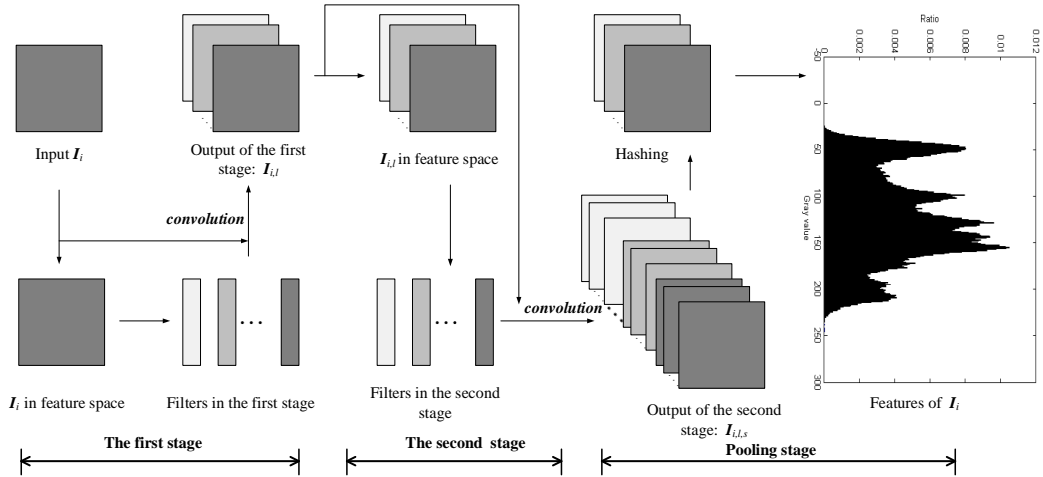 Input I_i
Output of the first
stage: I_{i,l}
I_{i,l} in feature space
Hashing
convolution
convolution
I_i in feature space
Filters in the first stage
Filters in the second
stage
Output of the second
stage: I_{i,l,s}
Features of I_i
The first stage
The second stage
Pooling stage
Ratio
0 0.002 0.004 0.006 0.008 0.01 0.012
-50
0
50
100
150
200
250
300
Gray value